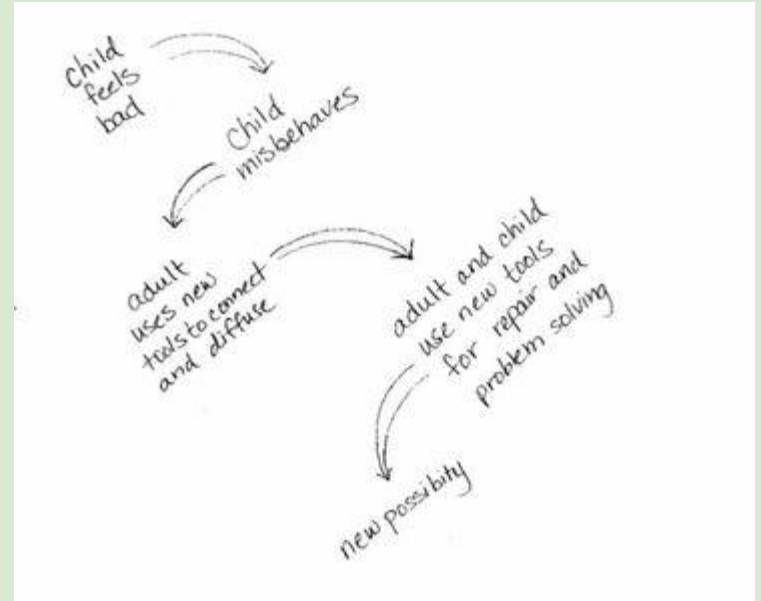 child
feels
bad
Child
misbehaves
adult
uses new
tools to connect
and diffuse
adult and child
use new tools
for repair and
problem solving
new possibity